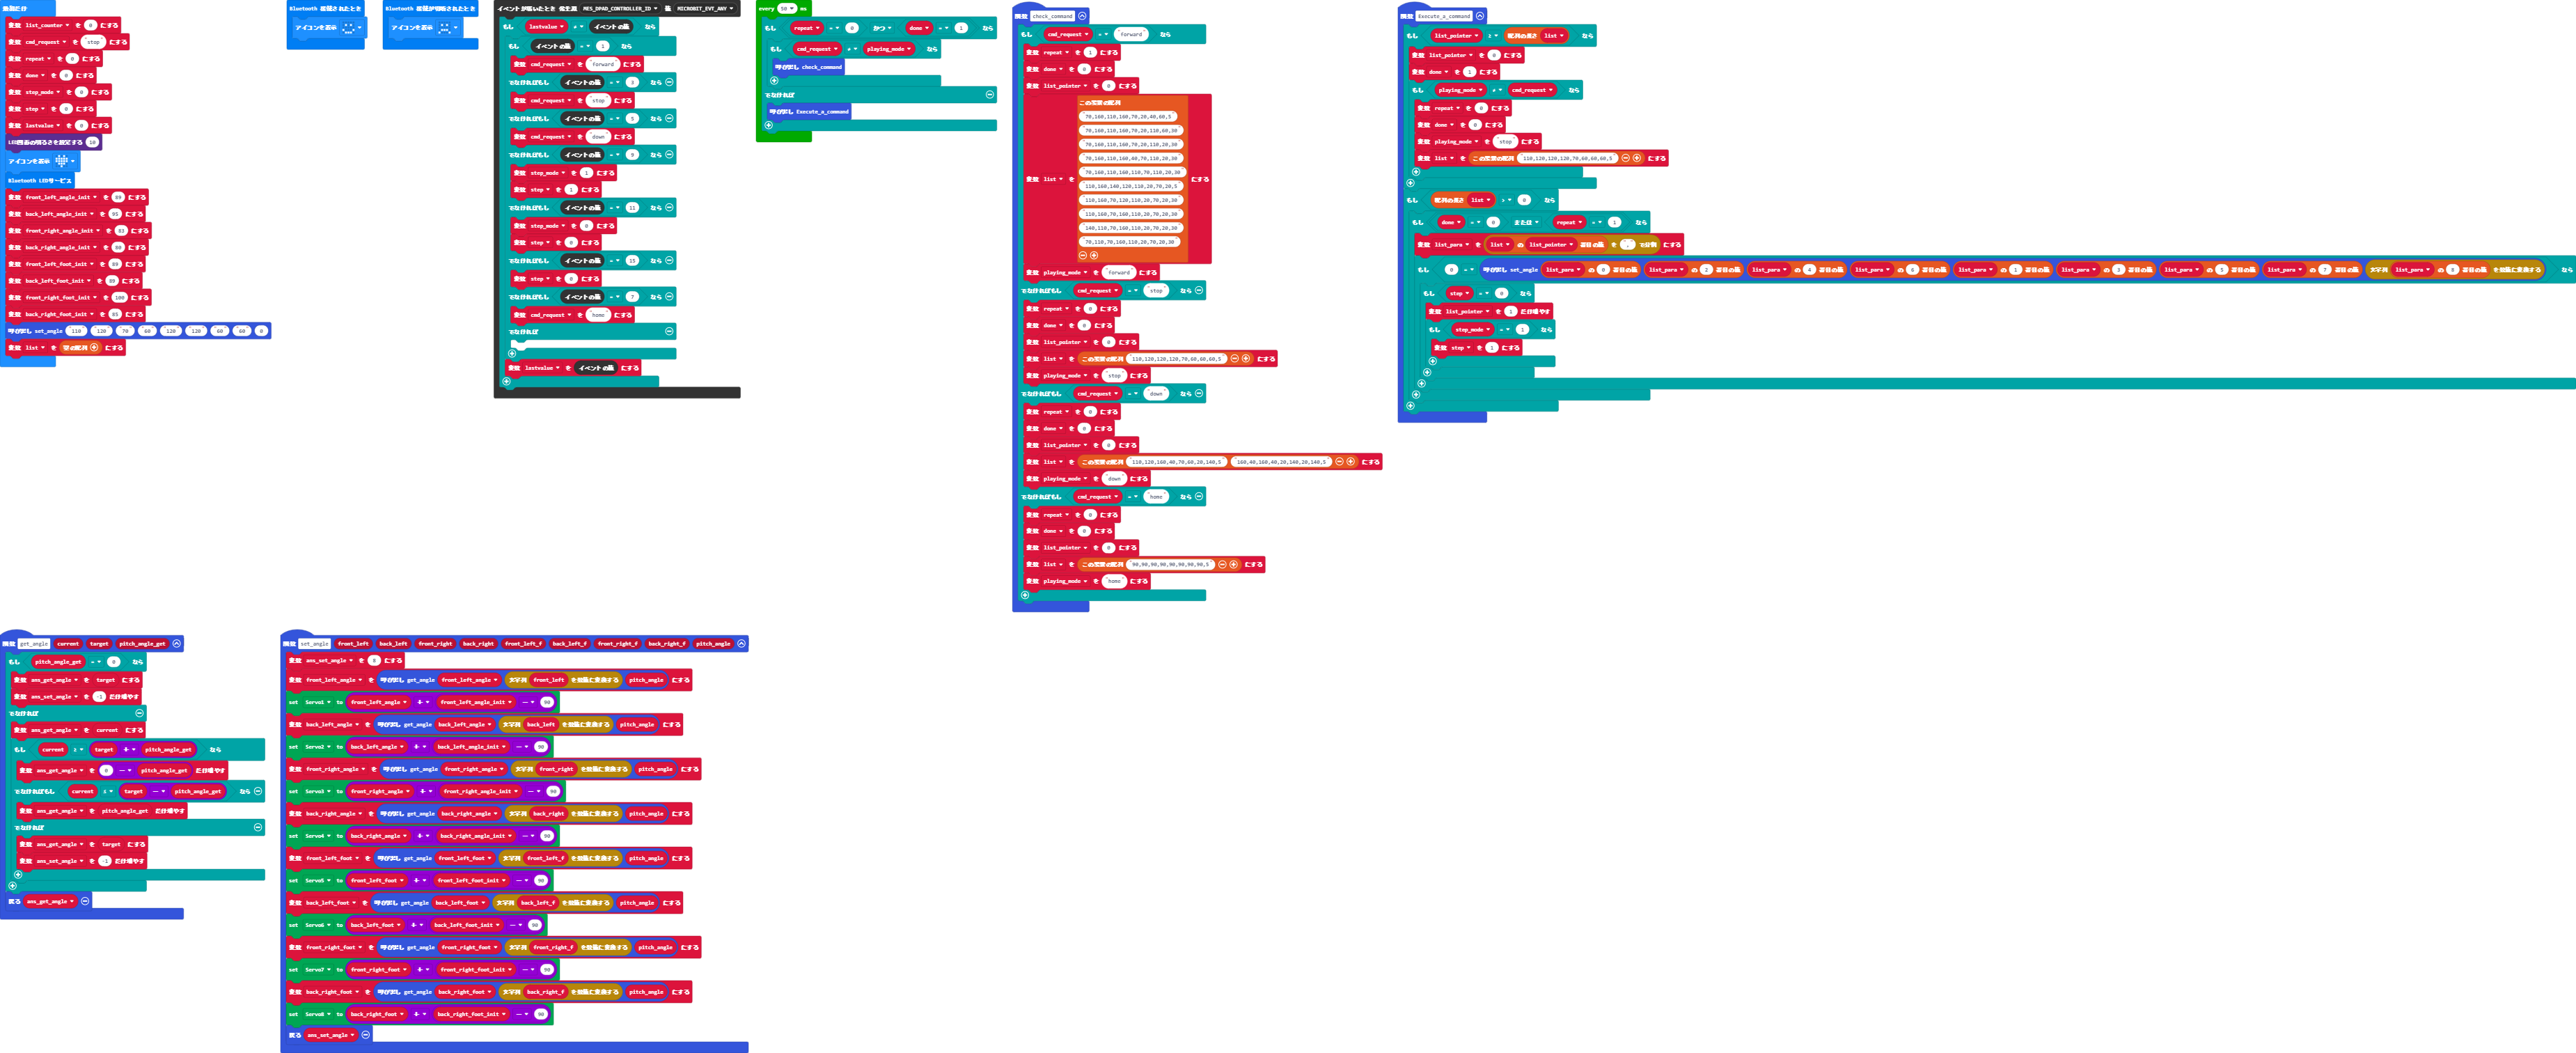 最初だけ
変数 list_counter を 0 にする
変数 cmd_request を "stop" にする
変数 repeat を 0 にする
変数 done を 0 にする
変数 step_mode を 0 にする
変数 step を 0 にする
変数 lastvalue を 0 にする
LED画面の明るさを設定する 10
アイコンを表示
Bluetooth LEDサービス
変数 front_left_angle_init を 89 にする
変数 back_left_angle_init を 95 にする
変数 front_right_angle_init を 83 にする
変数 back_right_angle_init を 80 にする
変数 front_left_foot_init を 89 にする
変数 back_left_foot_init を 89 にする
変数 front_right_foot_init を 100 にする
変数 back_right_foot_init を 85 にする
呼び出し set_angle "110" "120" "70" "60" "120" "120" "60" "60" 0
変数 list を 空の配列 にする
Bluetooth 接続されたとき
アイコンを表示
Bluetooth 接続が切断されたとき
アイコンを表示
イベントが届いたとき 発生源 MES_DPAD_CONTROLLER_ID 値 MICROBIT_EVT_ANY
もし lastvalue ≠ イベントの値 なら
もし イベントの値 = 1 なら
変数 cmd_request を "forward" にする
でなければもし イベントの値 = 3 なら
変数 cmd_request を "stop" にする
でなければもし イベントの値 = 5 なら
変数 cmd_request を "down" にする
でなければもし イベントの値 = 9 なら
変数 step_mode を 1 にする
変数 step を 1 にする
でなければもし イベントの値 = 11 なら
変数 step_mode を 0 にする
変数 step を 0 にする
でなければもし イベントの値 = 15 なら
変数 step を 0 にする
でなければもし イベントの値 = 7 なら
変数 cmd_request を "home" にする
でなければ
変数 lastvalue を イベントの値 にする
every 50 ms
もし repeat = 0 かつ done = 1 なら
もし cmd_request ≠ playing_mode なら
呼び出し check_command
でなければ
呼び出し Execute_a_command
関数 check_command
もし cmd_request = "forward" なら
変数 repeat を 1 にする
変数 done を 0 にする
変数 list_pointer を 0 にする
変数 list を この要素の配列 にする
"70,160,110,160,70,20,40,60,5"
"70,160,110,160,70,20,110,60,30"
"70,160,110,160,70,20,110,20,30"
"70,160,110,160,40,70,110,20,30"
"70,160,110,160,110,70,110,20,30"
"110,160,140,120,110,20,70,20,5"
"110,160,70,120,110,20,70,20,30"
"110,160,70,160,110,20,70,20,30"
"140,110,70,160,110,20,70,20,30"
"70,110,70,160,110,20,70,20,30"
変数 playing_mode を "forward" にする
でなければもし cmd_request = "stop" なら
変数 repeat を 0 にする
変数 done を 0 にする
変数 list_pointer を 0 にする
変数 list を この要素の配列 "110,120,120,120,70,60,60,60,5" にする
変数 playing_mode を "stop" にする
でなければもし cmd_request = "down" なら
変数 repeat を 0 にする
変数 done を 0 にする
変数 list_pointer を 0 にする
変数 list を この要素の配列 "110,120,160,40,70,60,20,140,5" "160,40,160,40,20,140,20,140,5" にする
変数 playing_mode を "down" にする
でなければもし cmd_request = "home" なら
変数 repeat を 0 にする
変数 done を 0 にする
変数 list_pointer を 0 にする
変数 list を この要素の配列 "90,90,90,90,90,90,90,90,5" にする
変数 playing_mode を "home" にする
関数 Execute_a_command
もし list_pointer ≥ 配列の長さ list なら
変数 list_pointer を 0 にする
変数 done を 1 にする
もし playing_mode ≠ cmd_request なら
変数 repeat を 0 にする
変数 done を 0 にする
変数 playing_mode を "stop" にする
変数 list を この要素の配列 "110,120,120,120,70,60,60,60,5" にする
もし 配列の長さ list > 0 なら
もし done = 0 または repeat = 1 なら
変数 list_para を list の list_pointer 番目の値 を "," で分割 にする
もし 0 = 呼び出し set_angle list_para の 0 番目の値 list_para の 2 番目の値 list_para の 4 番目の値 list_para の 6 番目の値 list_para の 1 番目の値 list_para の 3 番目の値 list_para の 5 番目の値 list_para の 7 番目の値 文字列 list_para の 8 番目の値 を数値に変換する なら
もし step = 0 なら
変数 list_pointer を 1 だけ増やす
もし step_mode = 1 なら
変数 step を 1 にする
関数 get_angle current target pitch_angle_get
もし pitch_angle_get = 0 なら
変数 ans_get_angle を target にする
変数 ans_set_angle を -1 だけ増やす
でなければ
変数 ans_get_angle を current にする
もし current ≥ target + pitch_angle_get なら
変数 ans_get_angle を 0 - pitch_angle_get だけ増やす
でなければもし current ≤ target - pitch_angle_get なら
変数 ans_get_angle を pitch_angle_get だけ増やす
でなければ
変数 ans_get_angle を target にする
変数 ans_set_angle を -1 だけ増やす
戻る ans_get_angle
関数 set_angle front_left back_left front_right back_right front_left_f back_left_f front_right_f back_right_f pitch_angle
変数 ans_set_angle を 8 にする
変数 front_left_angle を 呼び出し get_angle front_left_angle 文字列 front_left を数値に変換する pitch_angle にする
set Servo1 to front_left_angle + front_left_angle_init - 90
変数 back_left_angle を 呼び出し get_angle back_left_angle 文字列 back_left を数値に変換する pitch_angle にする
set Servo2 to back_left_angle + back_left_angle_init - 90
変数 front_right_angle を 呼び出し get_angle front_right_angle 文字列 front_right を数値に変換する pitch_angle にする
set Servo3 to front_right_angle + front_right_angle_init - 90
変数 back_right_angle を 呼び出し get_angle back_right_angle 文字列 back_right を数値に変換する pitch_angle にする
set Servo4 to back_right_angle + back_right_angle_init - 90
変数 front_left_foot を 呼び出し get_angle front_left_foot 文字列 front_left_f を数値に変換する pitch_angle にする
set Servo5 to front_left_foot + front_left_foot_init - 90
変数 back_left_foot を 呼び出し get_angle back_left_foot 文字列 back_left_f を数値に変換する pitch_angle にする
set Servo6 to back_left_foot + back_left_foot_init - 90
変数 front_right_foot を 呼び出し get_angle front_right_foot 文字列 front_right_f を数値に変換する pitch_angle にする
set Servo7 to front_right_foot + front_right_foot_init - 90
変数 back_right_foot を 呼び出し get_angle back_right_foot 文字列 back_right_f を数値に変換する pitch_angle にする
set Servo8 to back_right_foot + back_right_foot_init - 90
戻る ans_set_angle